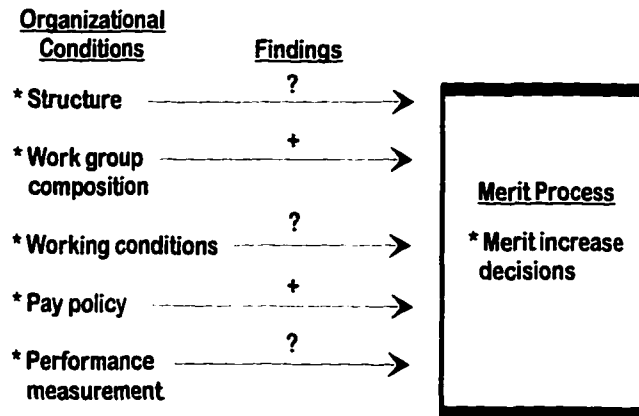 Organizational
Conditions
Findings
* Structure
?
* Work group
composition
+
* Working conditions
?
* Pay policy
+
* Performance
measurement
?
Merit Process
* Merit increase
decisions